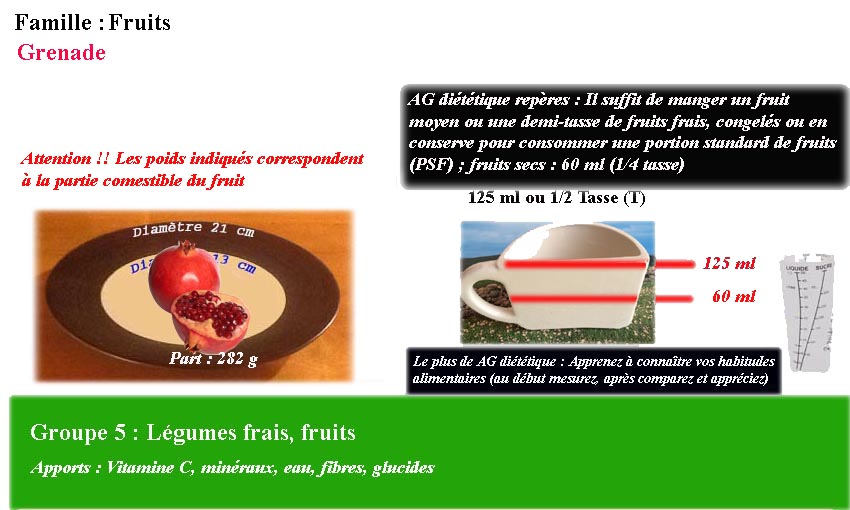 Famille : Fruits
Grenade
AG diététique repères : Il suffit de manger un fruit
moyen ou une demi-tasse de fruits frais, congelés ou en
conserve pour consommer une portion standard de fruits
(PSF) ; fruits secs : 60 ml (1/4 tasse)
Attention !! Les poids indiqués correspondent
à la partie comestible du fruit
125 ml ou 1/2 Tasse (T)
Diamètre 21 cm
13 cm
Part : 282 g
125 ml
60 ml
LIQUIDE SUCRE
Le plus de AG diététique : Apprenez à connaître vos habitudes
alimentaires (au début mesurez, après comparez et appréciez)
Groupe 5 : Légumes frais, fruits
Apports : Vitamine C, minéraux, eau, fibres, glucides